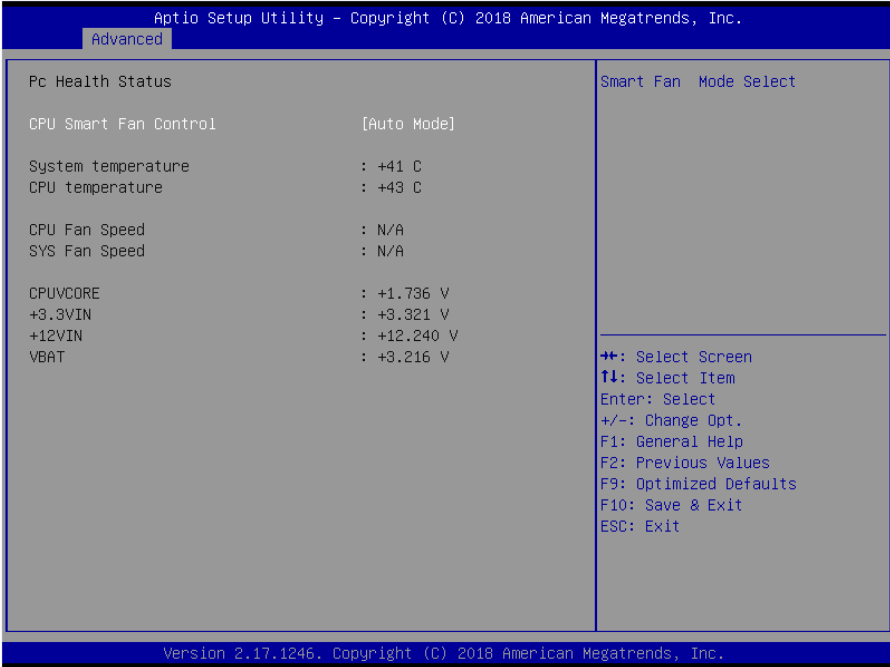 Aptio Setup Utility – Copyright (C) 2018 American Megatrends, Inc.
Advanced
Pc Health Status
CPU Smart Fan Control [Auto Mode]
System temperature : +41 C
CPU temperature : +43 C
CPU Fan Speed : N/A
SYS Fan Speed : N/A
CPUVCORE : +1.736 V
+3.3VIN : +3.321 V
+12VIN : +12.240 V
VBAT : +3.216 V
Smart Fan Mode Select
→←: Select Screen
↑↓: Select Item
Enter: Select
+/-: Change Opt.
F1: General Help
F2: Previous Values
F9: Optimized Defaults
F10: Save & Exit
ESC: Exit
Version 2.17.1246. Copyright (C) 2018 American Megatrends, Inc.